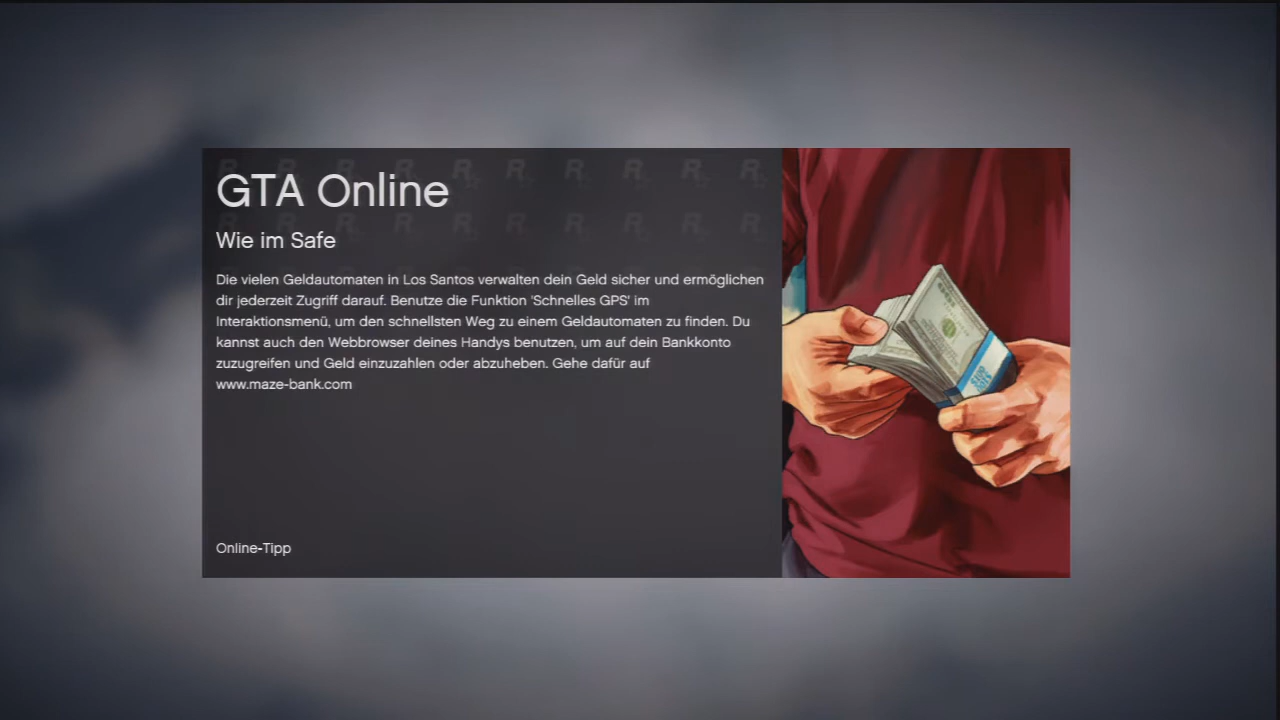 GTA Online
Wie im Safe
Die vielen Geldautomaten in Los Santos verwalten dein Geld sicher und ermöglichen
dir jederzeit Zugriff darauf. Benutze die Funktion 'Schnelles GPS' im
Interaktionsmenü, um den schnellsten Weg zu einem Geldautomaten zu finden. Du
kannst auch den Webbrowser deines Handys benutzen, um auf dein Bankkonto
zuzugreifen und Geld einzuzahlen oder abzuheben. Gehe dafür auf
www.maze-bank.com
Online-Tipp